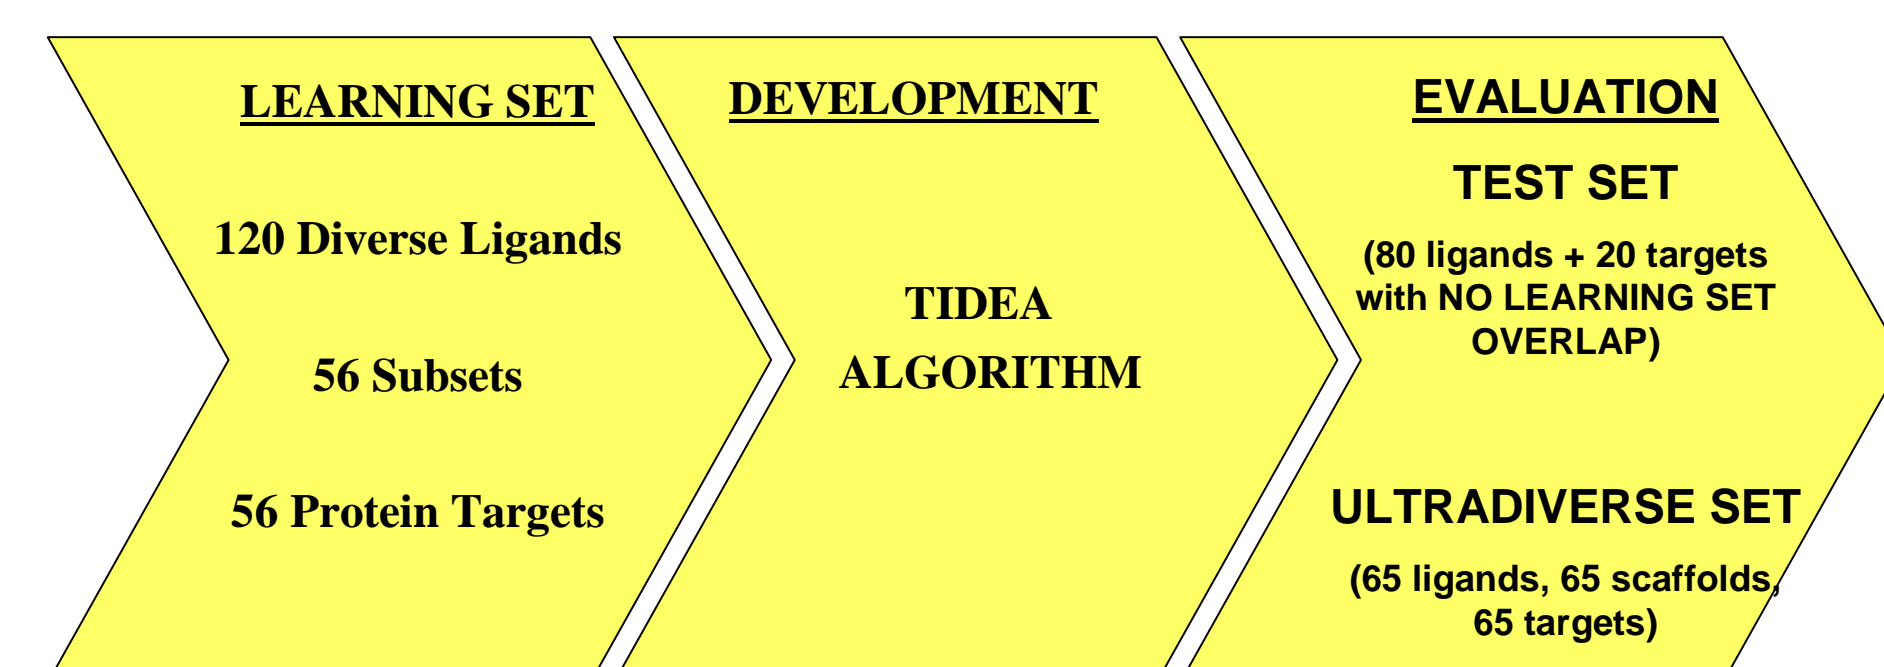 LEARNING SET
120 Diverse Ligands
56 Subsets
56 Protein Targets
DEVELOPMENT
TIDEA
ALGORITHM
EVALUATION
TEST SET
(80 ligands + 20 targets
with NO LEARNING SET
OVERLAP)
ULTRADIVERSE SET
(65 ligands, 65 scaffolds,
65 targets)